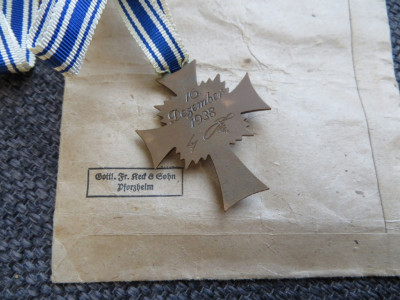 16
Dezember
1938
Gottl. Fr. Keck & Sohn
Pforzheim